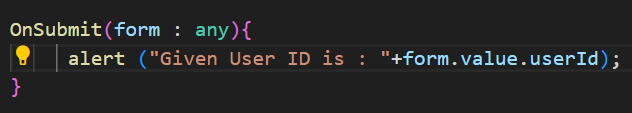 OnSubmit(form : any){
alert ("Given User ID is : "+form.value.userId);
}